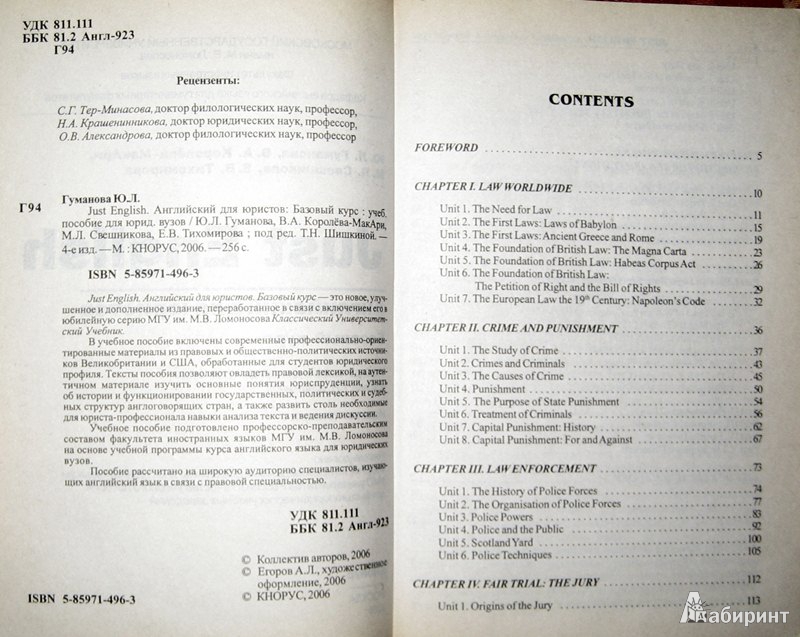 УДК 811.111
ББК 81.2 Англ-923
Г94
Рецензенты:
С.Г. Тер-Минасова, доктор филологических наук, профессор,
Н.А. Крашенинникова, доктор юридических наук, профессор,
О.В. Александрова, доктор филологических наук, профессор
Гуманова Ю.Л.
Г94 Just English. Английский для юристов: Базовый курс : учеб.
пособие для юрид. вузов / Ю.Л. Гуманова, В.А. Королёва-МакАри,
М.Л. Свешникова, Е.В. Тихомирова ; под ред. Т.Н. Шишкиной.—
4-е изд.—М. : КНОРУС, 2006.—256 с.
ISBN 5-85971-496-3
Just English. Английский для юристов. Базовый курс — это новое, улуч-
шенное и дополненное издание, переработанное в связи с включением его в
юбилейную серию МГУ им. М.В. Ломоносова Классический Университет-
ский Учебник.
В учебное пособие включены современные профессионально-ориен-
тированные материалы из правовых и общественно-политических источни-
ков Великобритании и США, обработанные для студентов юридического
профиля. Тексты пособия позволяют овладеть правовой лексикой, на аутен-
тичном материале изучить основные понятия юриспруденции, узнать
об истории и функционировании государственных, политических и судеб-
ных структур англоговорящих стран, а также развить столь необходимые
для юриста-профессионала навыки анализа текста и ведения дискуссии.
Учебное пособие подготовлено профессорско-преподавательским
составом факультета иностранных языков МГУ им. М.В. Ломоносова
на основе учебной программы курса английского языка для юридических
вузов.
Пособие рассчитано на широкую аудиторию специалистов, изучаю-
щих английский язык в связи с правовой специальностью.
УДК 811.111
ББК 81.2 Англ-923
© Коллектив авторов, 2006
© Егоров А.Л., художественное
оформление, 2006
ISBN 5-85971-496-3 © КНОРУС, 2006
CONTENTS
FOREWORD 5
CHAPTER I. LAW WORLDWIDE 10
Unit 1. The Need for Law 11
Unit 2. The First Laws: Laws of Babylon 15
Unit 3. The First Laws: Ancient Greece and Rome 19
Unit 4. The Foundation of British Law: The Magna Carta 23
Unit 5. The Foundation of British Law: Habeas Corpus Act 26
Unit 6. The Foundation of British Law:
The Petition of Right and the Bill of Rights 29
Unit 7. The European Law the 19th Century: Napoleon's Code 32
CHAPTER II. CRIME AND PUNISHMENT 36
Unit 1. The Study of Crime 37
Unit 2. Crimes and Criminals 43
Unit 3. The Causes of Crime 45
Unit 4. Punishment 50
Unit 5. The Purpose of State Punishment 54
Unit 6. Treatment of Criminals 56
Unit 7. Capital Punishment: History 62
Unit 8. Capital Punishment: For and Against 67
CHAPTER III. LAW ENFORCEMENT 73
Unit 1. The History of Police Forces 74
Unit 2. The Organisation of Police Forces 77
Unit 3. Police Powers 83
Unit 4. Police and the Public 92
Unit 5. Scotland Yard 100
Unit 6. Police Techniques 105
CHAPTER IV. FAIR TRIAL: THE JURY 112
Unit 1. Origins of the Jury 113
Лабиринт